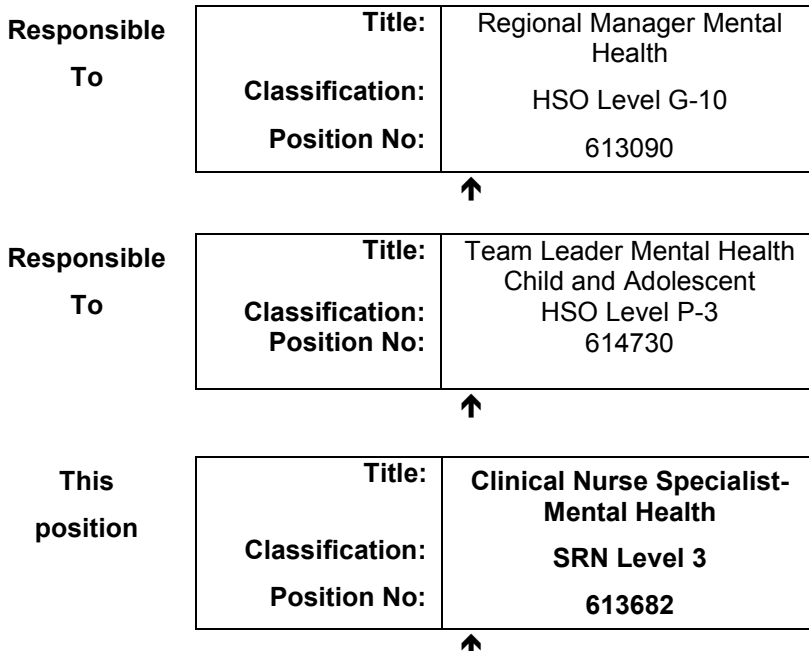 Responsible
To
Title: Regional Manager Mental
Health
Classification: HSO Level G-10
Position No: 613090
Responsible
To
Title: Team Leader Mental Health
Child and Adolescent
Classification: HSO Level P-3
Position No: 614730
This
position
Title: Clinical Nurse Specialist-
Mental Health
Classification: SRN Level 3
Position No: 613682